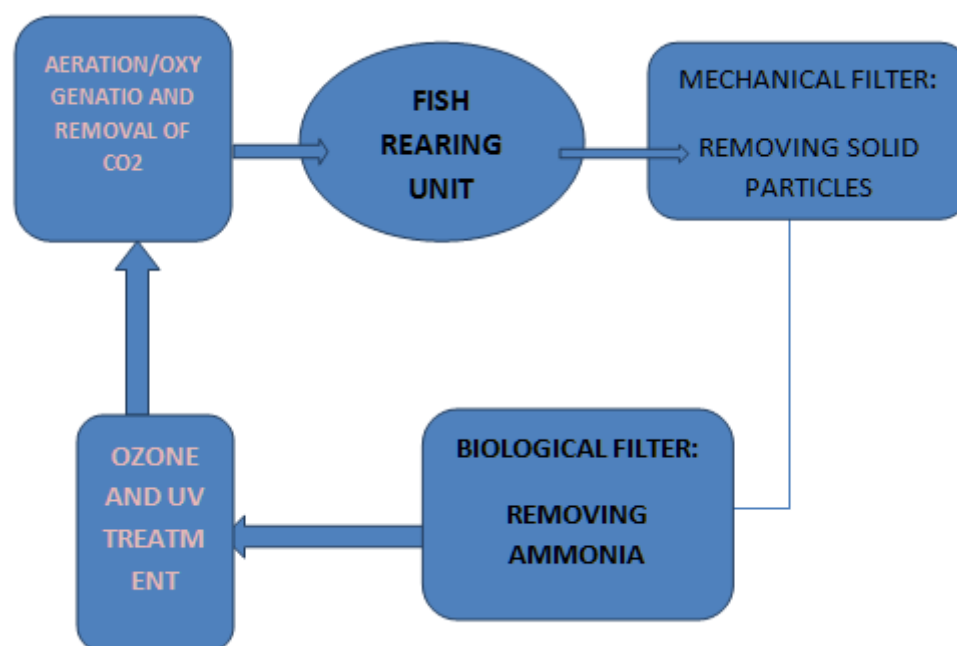 AERATION/OXY
GENATIO AND
REMOVAL OF
CO2
FISH
REARING
UNIT
MECHANICAL FILTER:
REMOVING SOLID
PARTICLES
OZONE
AND UV
TREATM
ENT
BIOLOGICAL FILTER:
REMOVING
AMMONIA